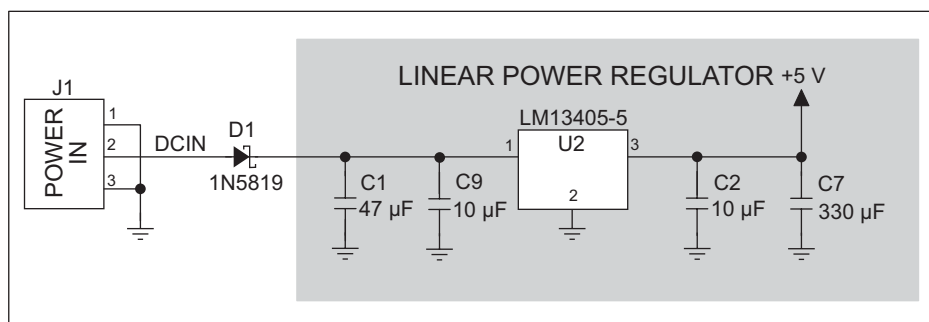 LINEAR POWER REGULATOR +5 V
J1
POWER IN
1
2
3
DCIN
D1
1N5819
C1
47 µF
C9
10 µF
LM13405-5
U2
1
3
2
C2
10 µF
C7
330 µF